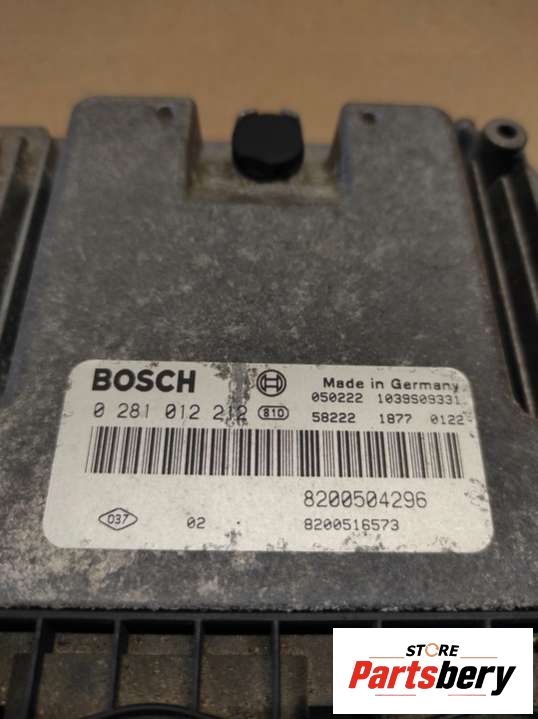 BOSCH
Made in Germany
050222 1039S09331
0 281 012 212 810
58222 1877 0122
8200504296
037 02 8200516573
STORE
Partsbery